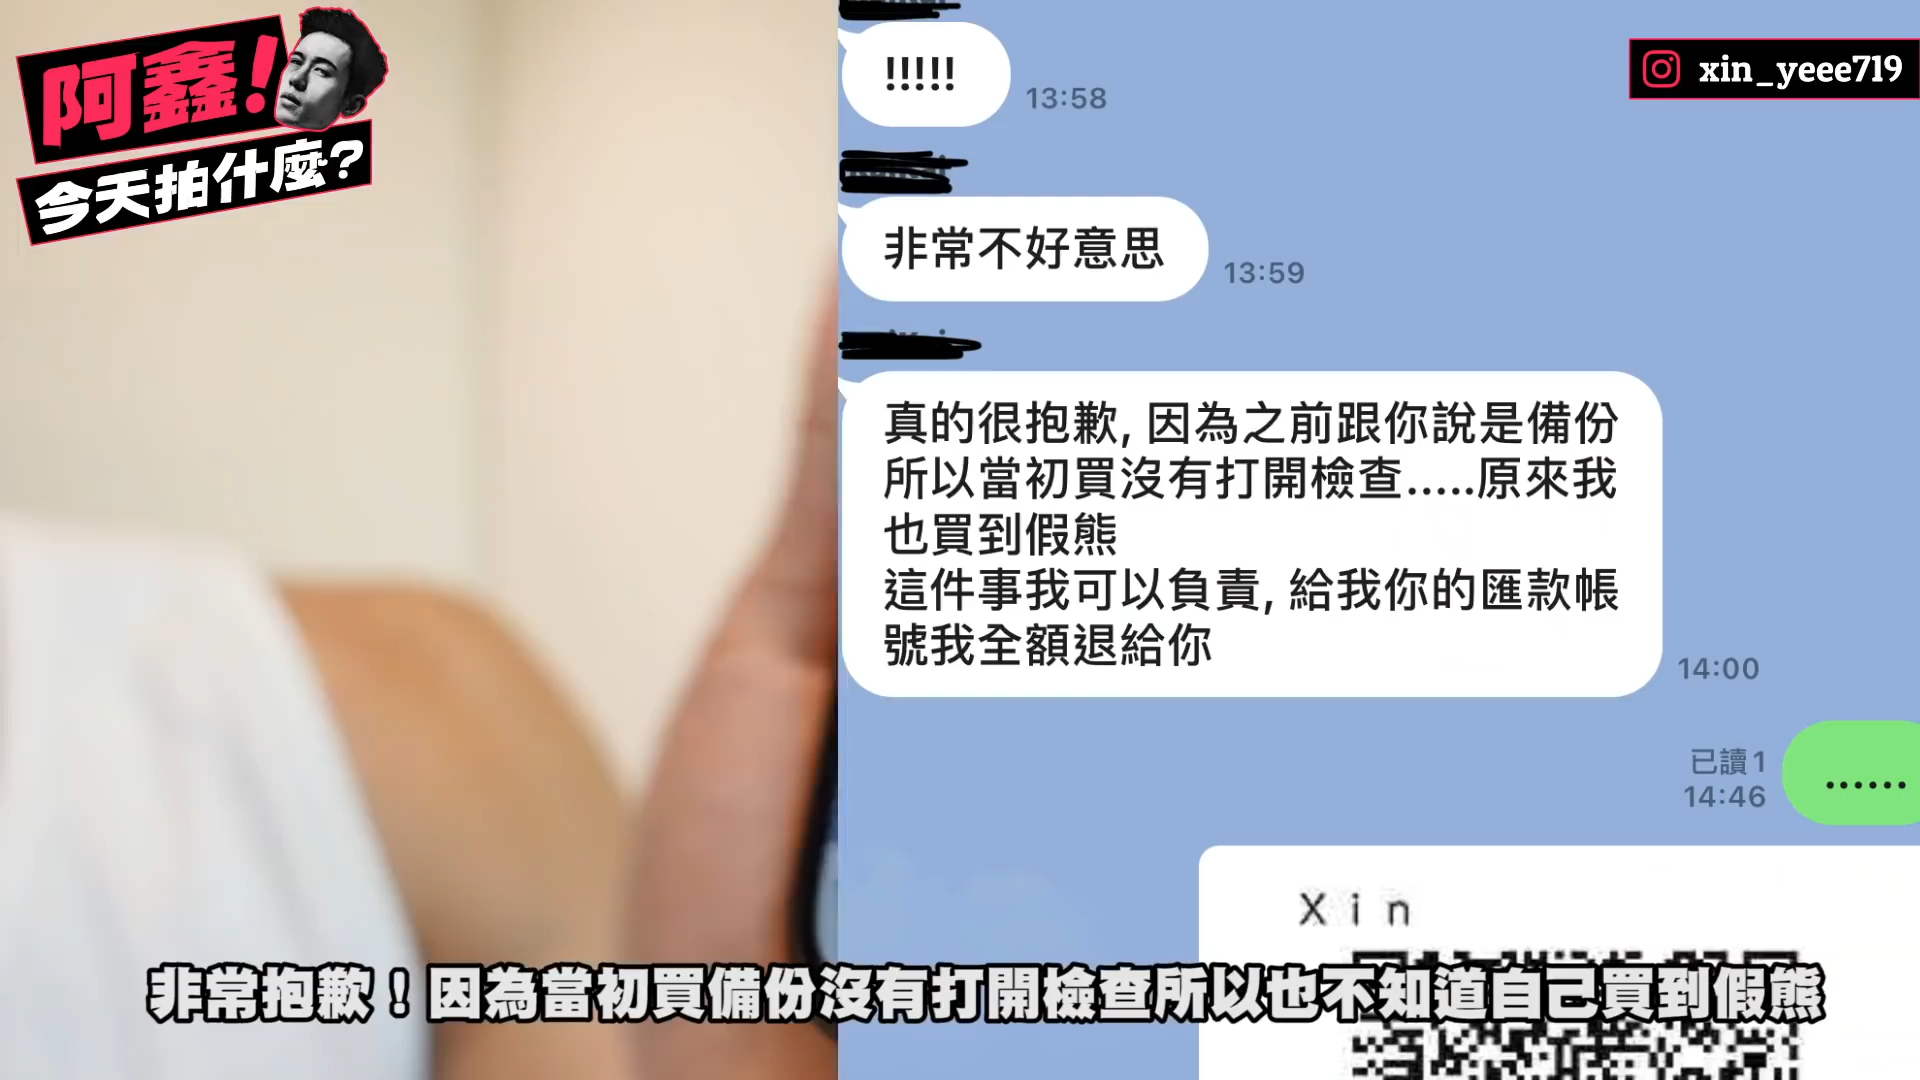 阿鑫!
今天拍什麼?
xin_yeee719
!!!!!
13:58
非常不好意思
13:59
真的很抱歉, 因為之前跟你說是備份
所以當初買沒有打開檢查.....原來我
也買到假熊
這件事我可以負責, 給我你的匯款帳
號我全額退給你
14:00
已讀 1
14:46
......
Xin
非常抱歉！因為當初買備份沒有打開檢查所以也不知道自己買到假熊